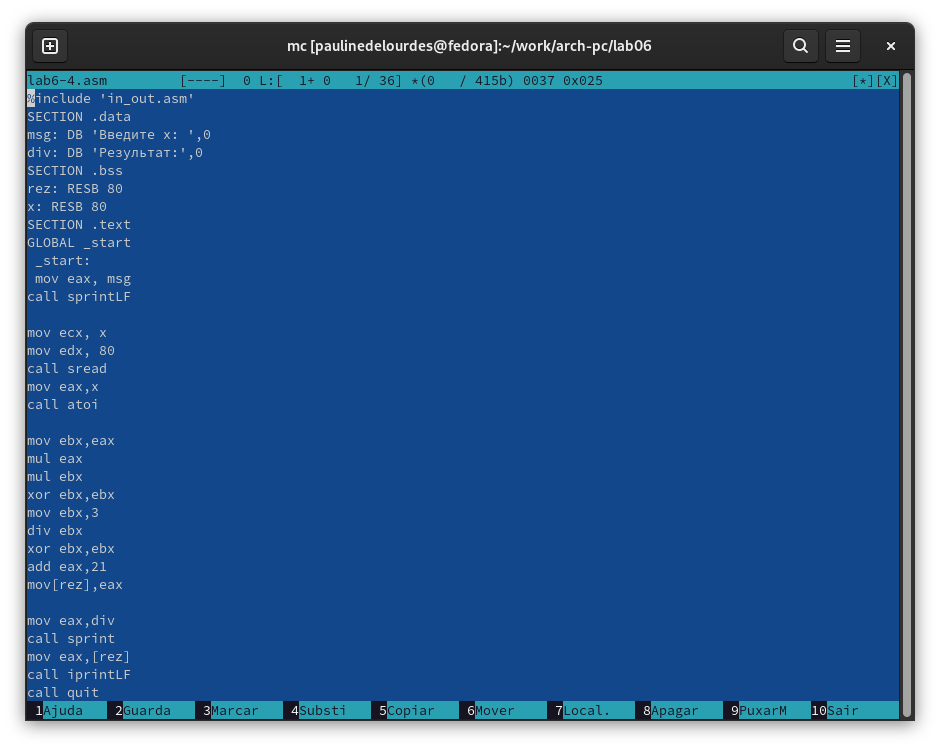 mc [paulinedelourdes@fedora]:~/work/arch-pc/lab06
lab6-4.asm [----] 0 L:[ 1+ 0 1/ 36] *(0 / 415b) 0037 0x025 [*][X]
%include 'in_out.asm'
SECTION .data
msg: DB 'Введите x: ',0
div: DB 'Результат:',0
SECTION .bss
rez: RESB 80
x: RESB 80
SECTION .text
GLOBAL _start
_start:
mov eax, msg
call sprintLF
mov ecx, x
mov edx, 80
call sread
mov eax,x
call atoi
mov ebx,eax
mul eax
mul ebx
xor ebx,ebx
mov ebx,3
div ebx
xor ebx,ebx
add eax,21
mov[rez],eax
mov eax,div
call sprint
mov eax,[rez]
call iprintLF
call quit
1Ajuda 2Guarda 3Marcar 4Substi 5Copiar 6Mover 7Local. 8Apagar 9PuxarM 10Sair